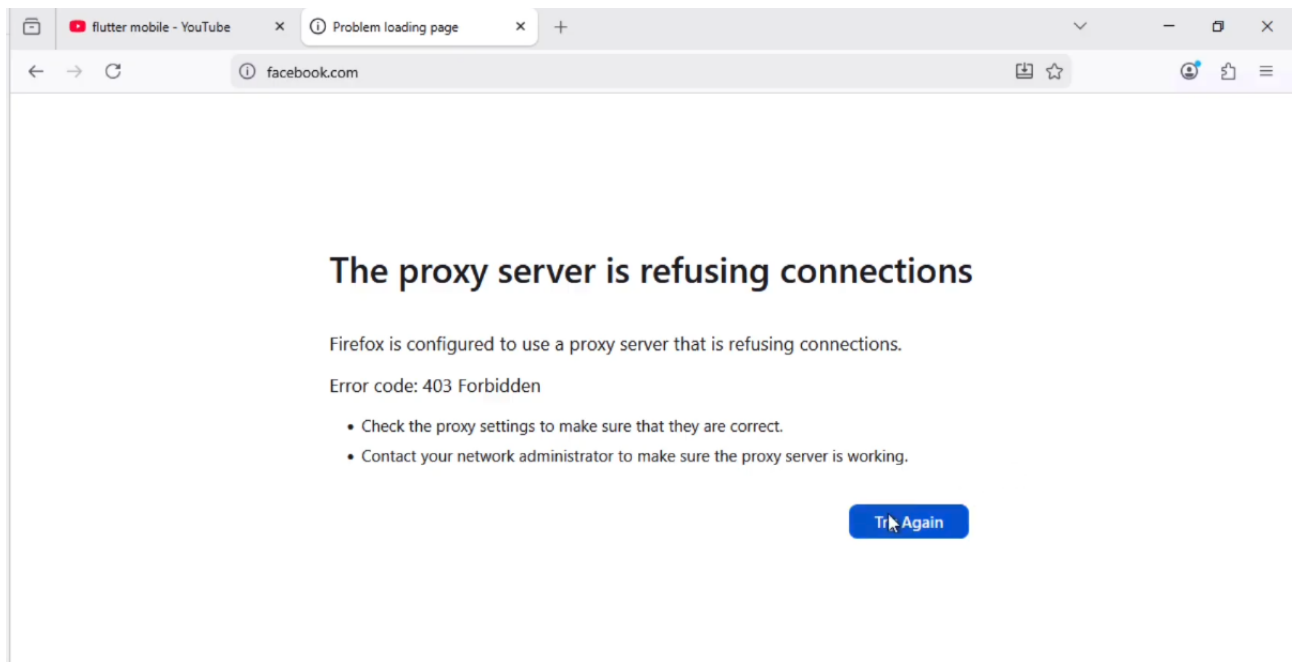 flutter mobile - YouTube
Problem loading page
facebook.com
The proxy server is refusing connections
Firefox is configured to use a proxy server that is refusing connections.
Error code: 403 Forbidden
• Check the proxy settings to make sure that they are correct.
• Contact your network administrator to make sure the proxy server is working.
Try Again